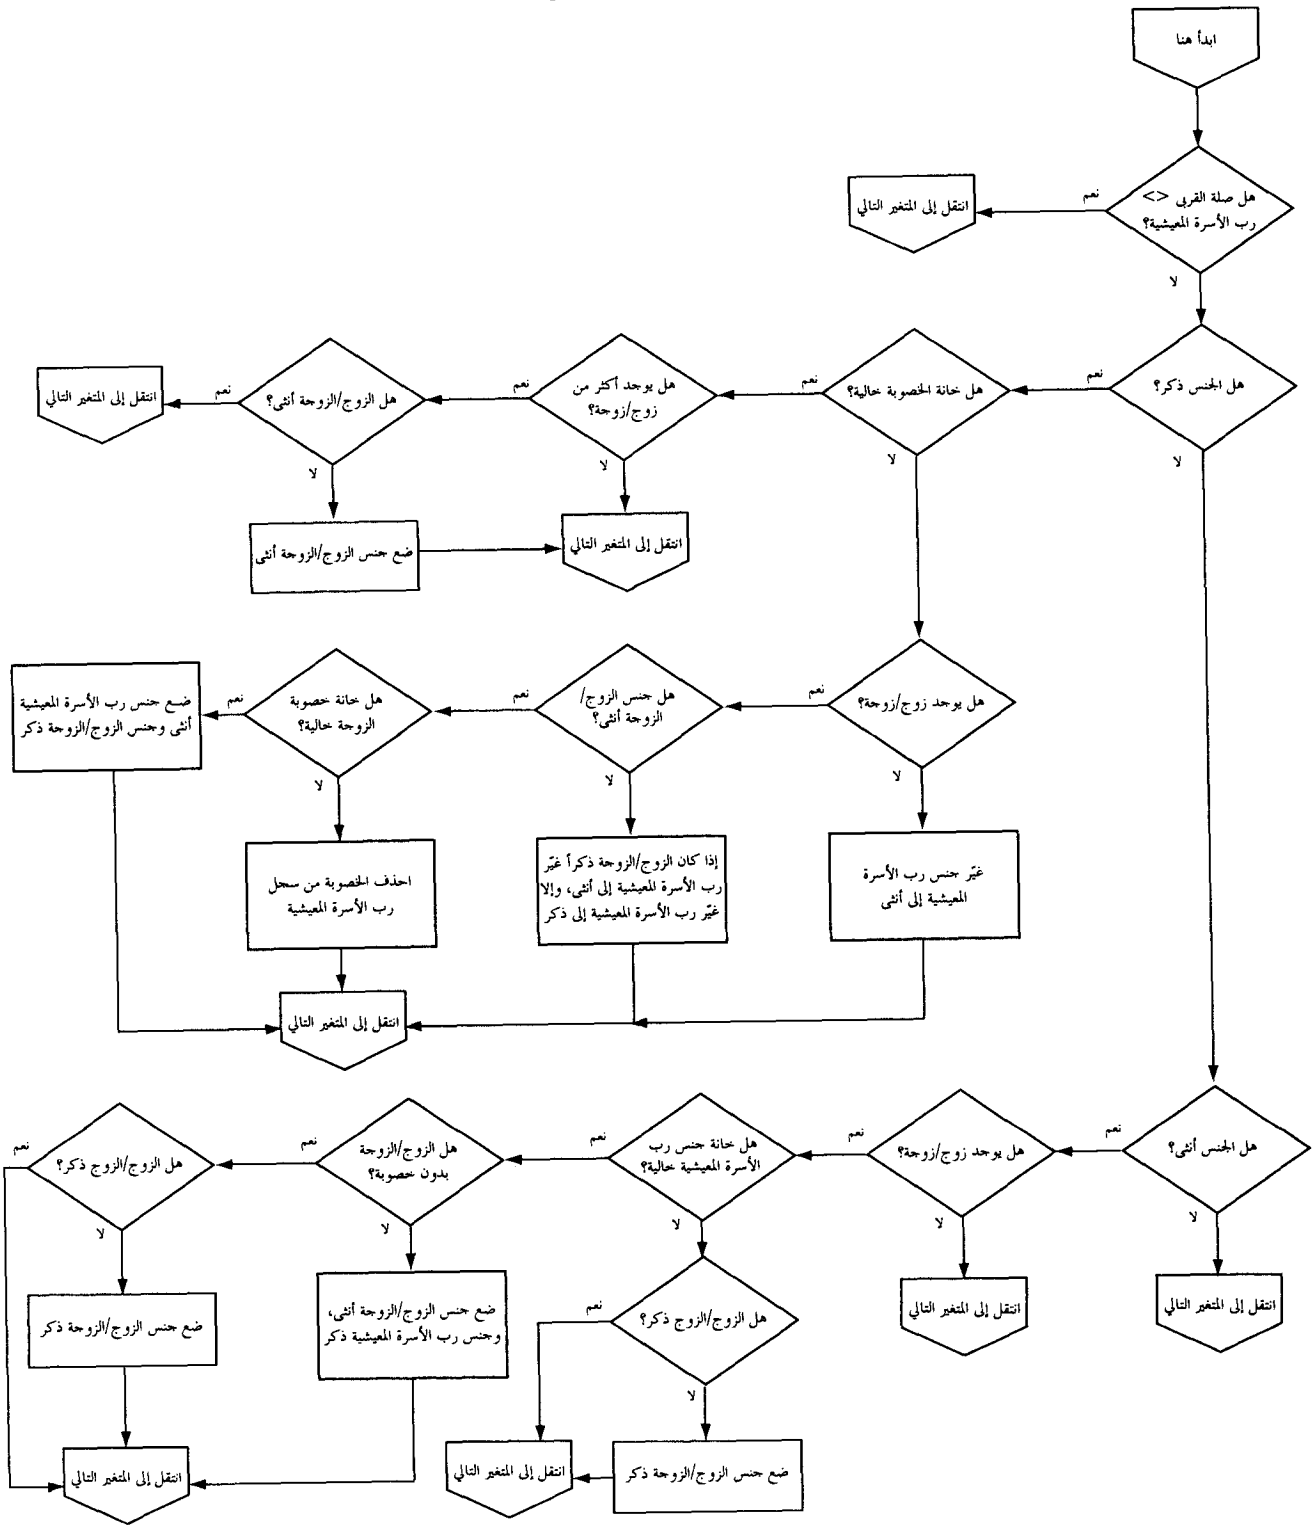 ابدأ هنا
هل صلة القربى <>
رب الأسرة المعيشية؟
نعم
انتقل إلى المتغير التالي
لا
هل الجنس ذكر؟
نعم
هل خانة الخصوبة خالية؟
نعم
هل يوجد أكثر من
زوج/زوجة؟
نعم
هل الزوج/الزوجة أنثى؟
نعم
انتقل إلى المتغير التالي
لا
لا
لا
لا
انتقل إلى المتغير التالي
ضع جنس الزوج/الزوجة أنثى
هل يوجد زوج/زوجة؟
نعم
هل جنس الزوج/
الزوجة أنثى؟
نعم
هل خانة خصوبة
الزوجة خالية؟
نعم
ضع جنس رب الأسرة المعيشية
أنثى وجنس الزوج/الزوجة ذكر
لا
لا
لا
غيّر جنس رب الأسرة
المعيشية إلى أنثى
إذا كان الزوج/الزوجة ذكراً غيّر
رب الأسرة المعيشية إلى أنثى، وإلا
غيّر رب الأسرة المعيشية إلى ذكر
احذف الخصوبة من سجل
رب الأسرة المعيشية
انتقل إلى المتغير التالي
هل الجنس أنثى؟
نعم
هل يوجد زوج/زوجة؟
نعم
هل خانة جنس رب
الأسرة المعيشية خالية؟
نعم
هل الزوج/الزوجة
بدون خصوبة؟
نعم
هل الزوج/الزوج ذكر؟
نعم
لا
لا
لا
لا
لا
انتقل إلى المتغير التالي
انتقل إلى المتغير التالي
هل الزوج/الزوج ذكر؟
نعم
ضع جنس الزوج/الزوجة أنثى،
وجنس رب الأسرة المعيشية ذكر
ضع جنس الزوج/الزوجة ذكر
لا
ضع جنس الزوج/الزوجة ذكر
انتقل إلى المتغير التالي
انتقل إلى المتغير التالي